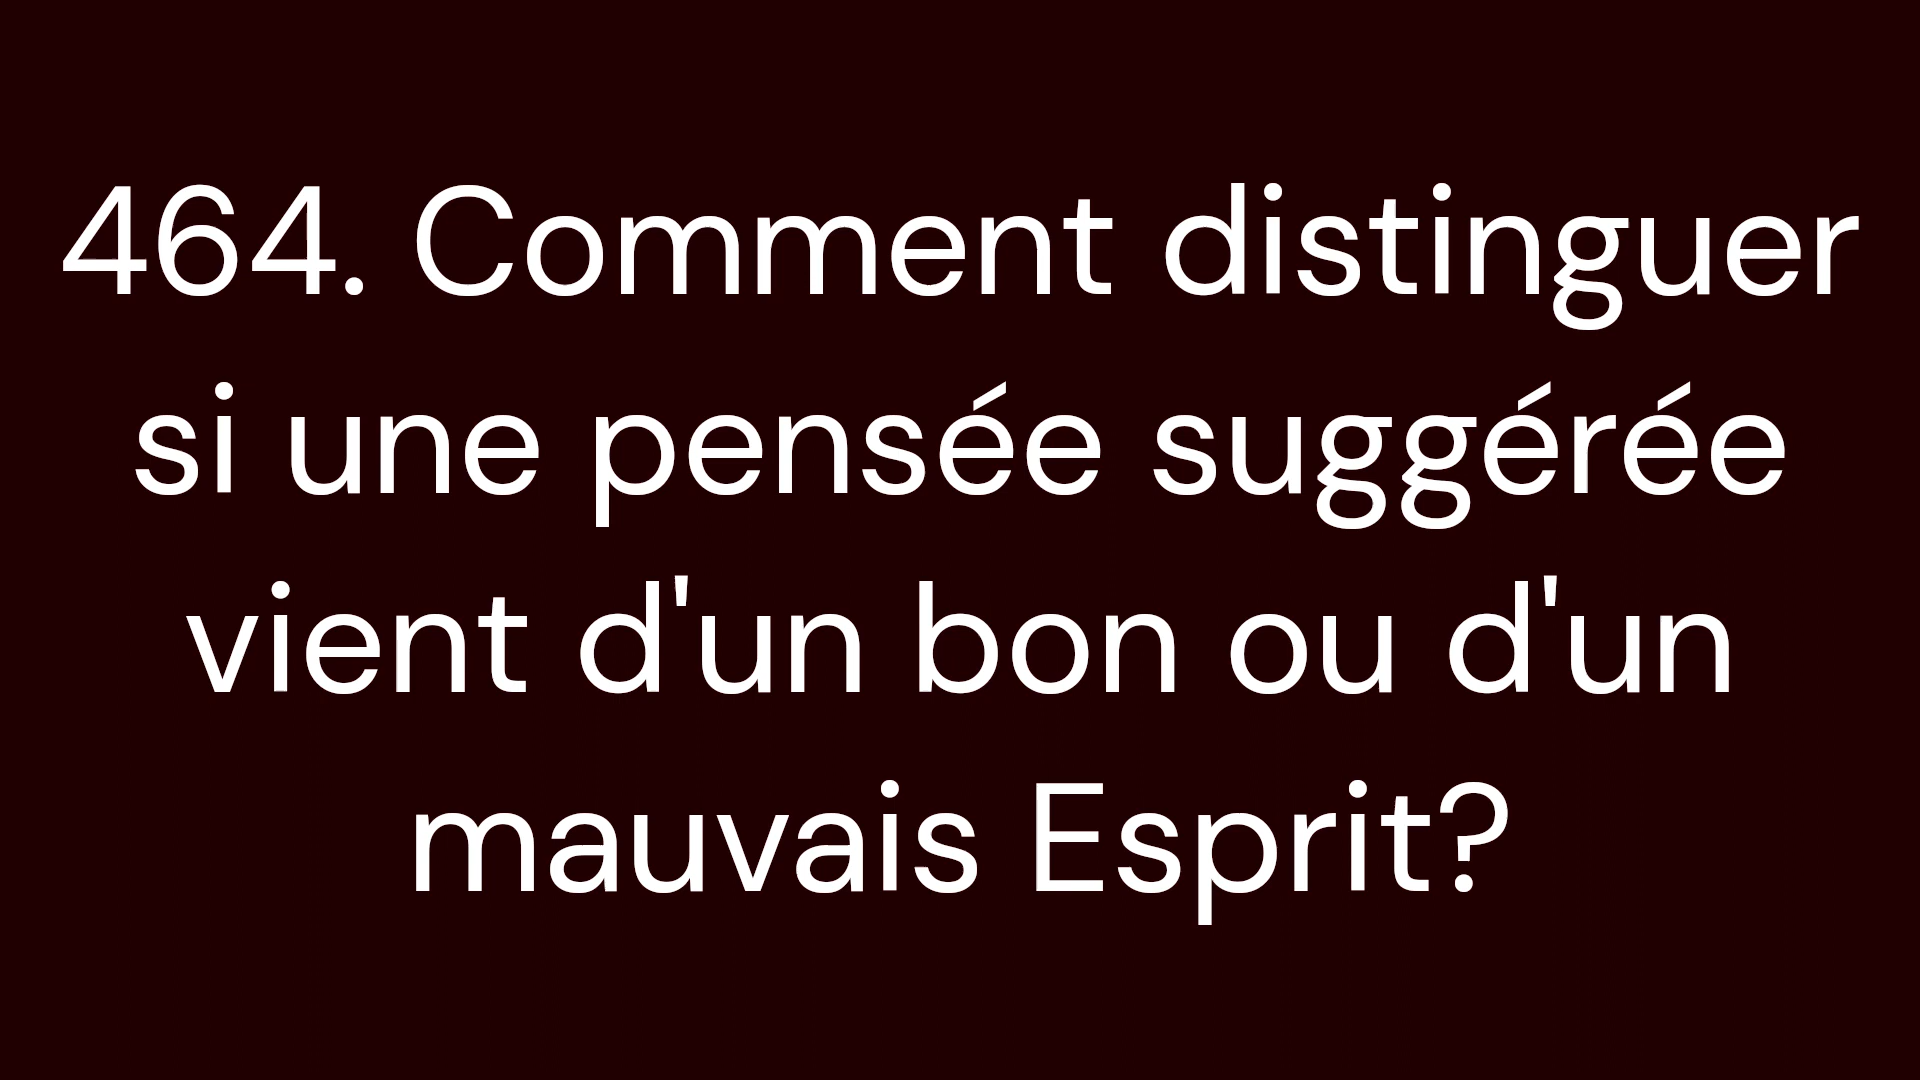 464. Comment distinguer
si une pensée suggérée
vient d'un bon ou d'un
mauvais Esprit?